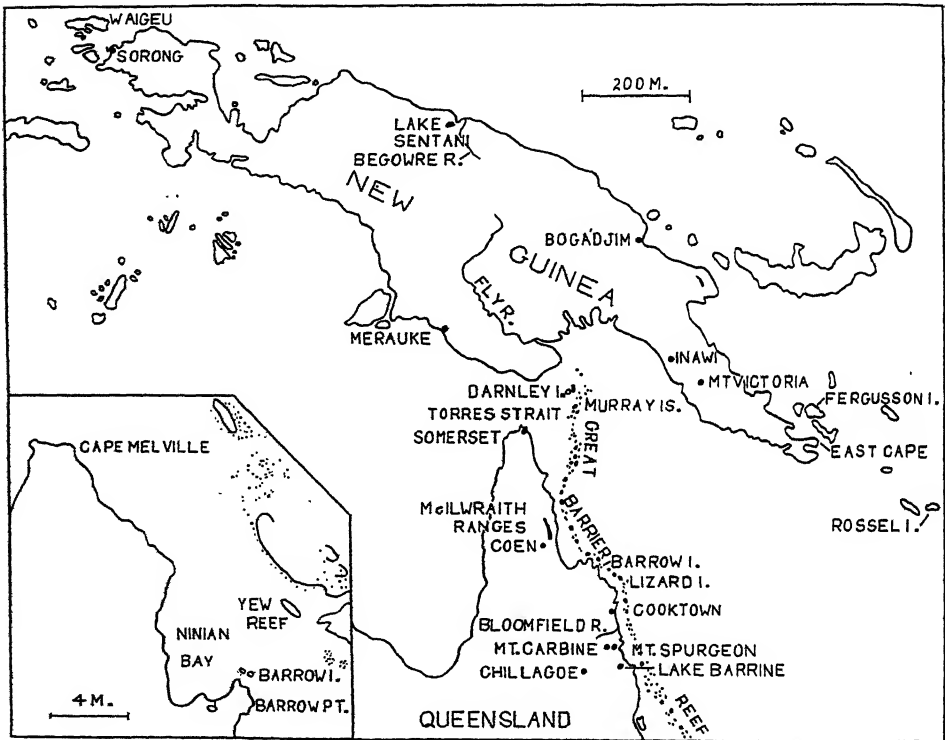 WAIGEU
SORONG
200 M.
LAKE
SENTANI
BEGOWRE R.
NEW
GUINEA
BOGADJIM
FLY R.
MERAUKE
INAWI
MT VICTORIA
FERGUSSON I.
DARNLEY I.
TORRES STRAIT
MURRAY IS.
SOMERSET
EAST CAPE
GREAT
BARRIER
REEF
ROSSEL I.
McILWRAITH
RANGES
COEN
BARROW I.
LIZARD I.
COOKTOWN
BLOOMFIELD R.
MT. CARBINE
MT. SPURGEON
CHILLAGOE
LAKE BARRINE
QUEENSLAND
CAPE MELVILLE
YEW
REEF
NINIAN
BAY
BARROW I.
BARROW PT.
4 M.